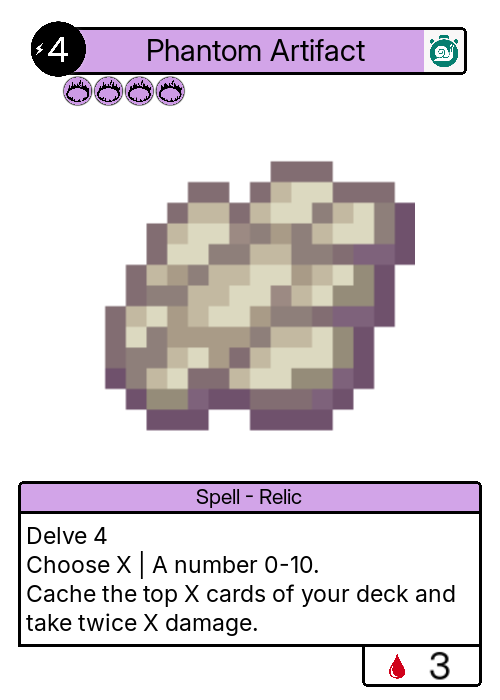 4 Phantom Artifact
Spell - Relic
Delve 4
Choose X | A number 0-10.
Cache the top X cards of your deck and
take twice X damage.
3